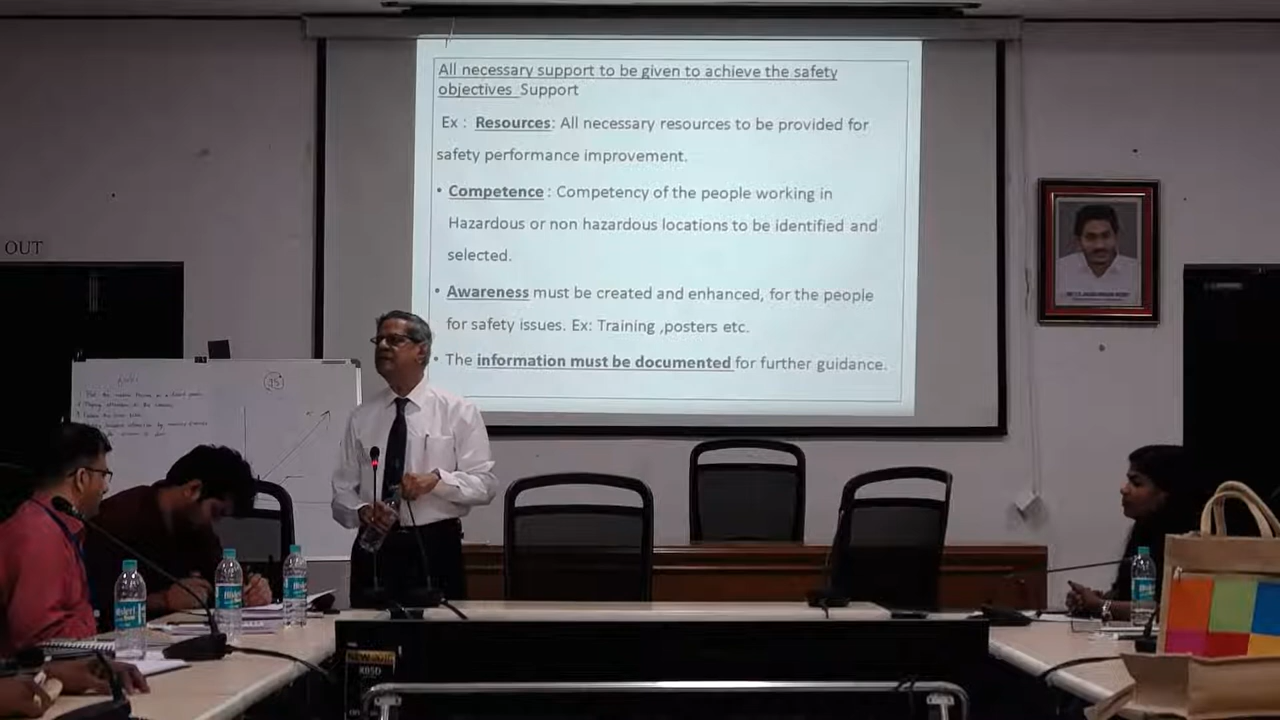 All necessary support to be given to achieve the safety
objectives Support
Ex : Resources: All necessary resources to be provided for
safety performance improvement.
• Competence : Competency of the people working in
Hazardous or non hazardous locations to be identified and
selected.
• Awareness must be created and enhanced, for the people
for safety issues. Ex: Training ,posters etc.
• The information must be documented for further guidance.
OUT